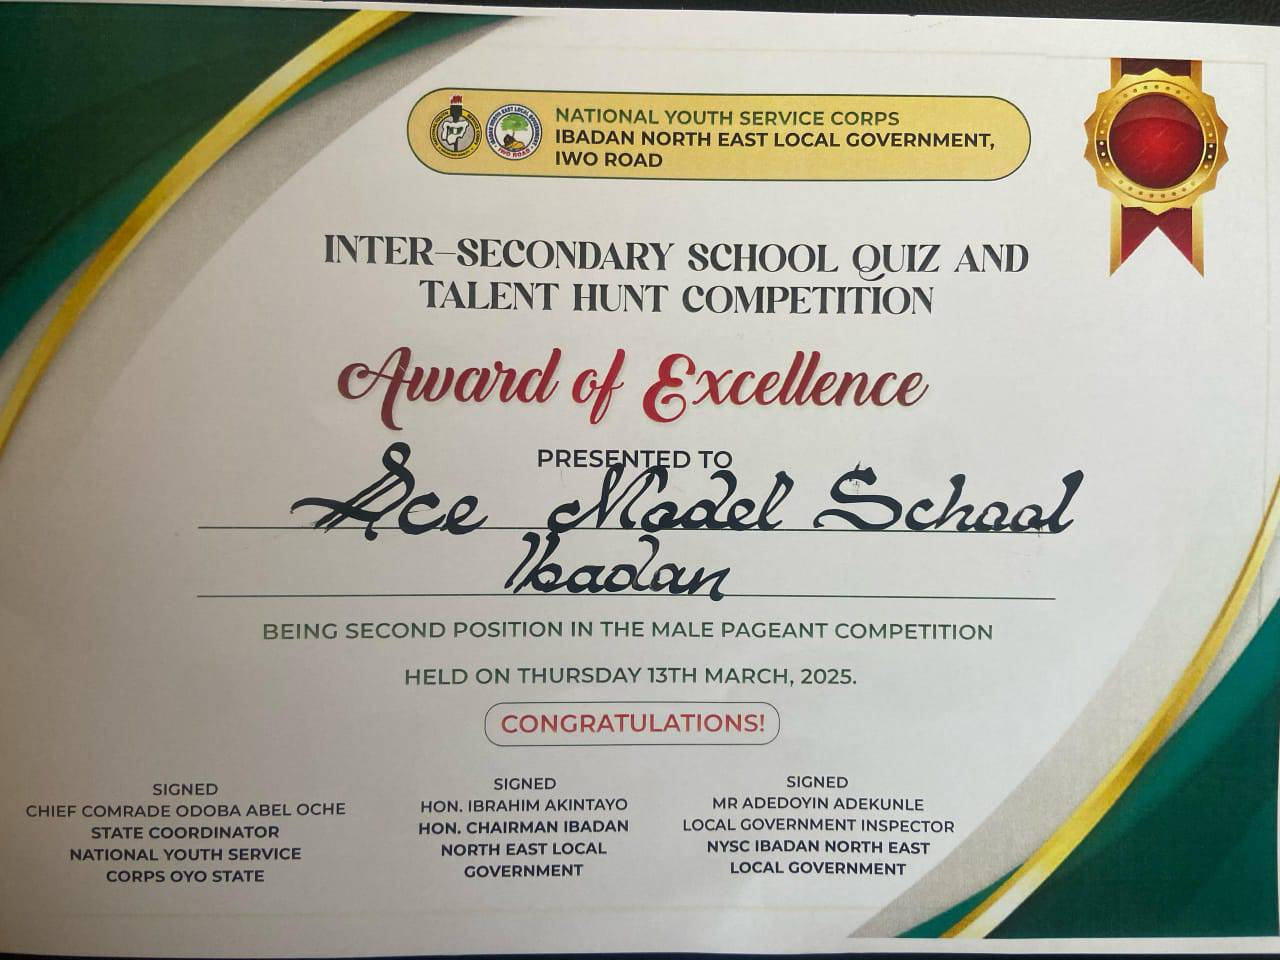 NATIONAL YOUTH SERVICE CORPS
IBADAN NORTH EAST LOCAL GOVERNMENT,
IWO ROAD
INTER-SECONDARY SCHOOL QUIZ AND
TALENT HUNT COMPETITION
Award of Excellence
PRESENTED TO
Ace Model School
Ibadan
BEING SECOND POSITION IN THE MALE PAGEANT COMPETITION
HELD ON THURSDAY 13TH MARCH, 2025.
CONGRATULATIONS!
SIGNED
CHIEF COMRADE ODOBA ABEL OCHE
STATE COORDINATOR
NATIONAL YOUTH SERVICE
CORPS OYO STATE
SIGNED
HON. IBRAHIM AKINTAYO
HON. CHAIRMAN IBADAN
NORTH EAST LOCAL
GOVERNMENT
SIGNED
MR ADEDOYIN ADEKUNLE
LOCAL GOVERNMENT INSPECTOR
NYSC IBADAN NORTH EAST
LOCAL GOVERNMENT